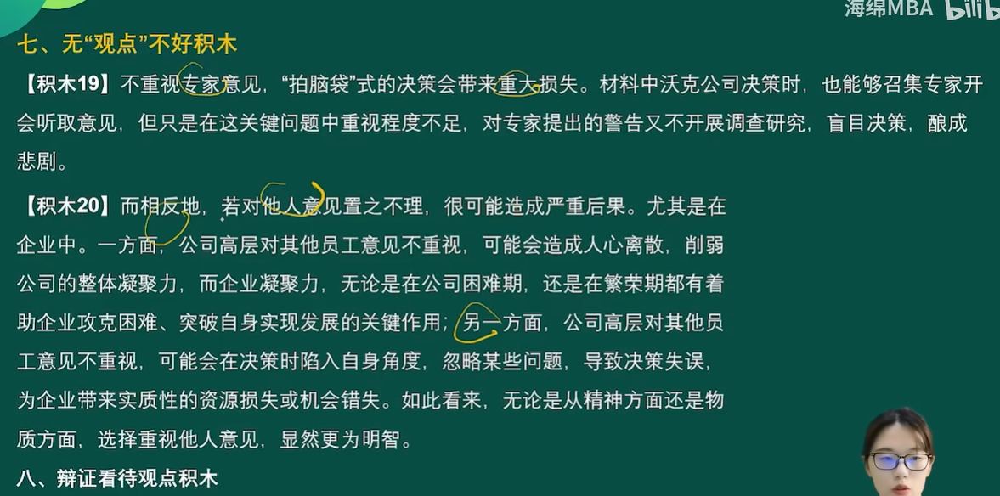 海绵MBA bilib
七、无“观点”不好积木
【积木19】不重视专家意见，“拍脑袋”式的决策会带来重大损失。材料中沃克公司决策时，也能够召集专家开
会听取意见，但只是在这关键问题中重视程度不足，对专家提出的警告又不开展调查研究，盲目决策，酿成
悲剧。
【积木20】而相反地，若对他人意见置之不理，很可能造成严重后果。尤其是在
企业中。一方面，公司高层对其他员工意见不重视，可能会造成人心离散，削弱
公司的整体凝聚力，而企业凝聚力，无论是在公司困难期，还是在繁荣期都有着
助企业攻克困难、突破自身实现发展的关键作用；另一方面，公司高层对其他员
工意见不重视，可能会在决策时陷入自身角度，忽略某些问题，导致决策失误，
为企业带来实质性的资源损失或机会错失。如此看来，无论是从精神方面还是物
质方面，选择重视他人意见，显然更为明智。
八、辩证看待观点积木